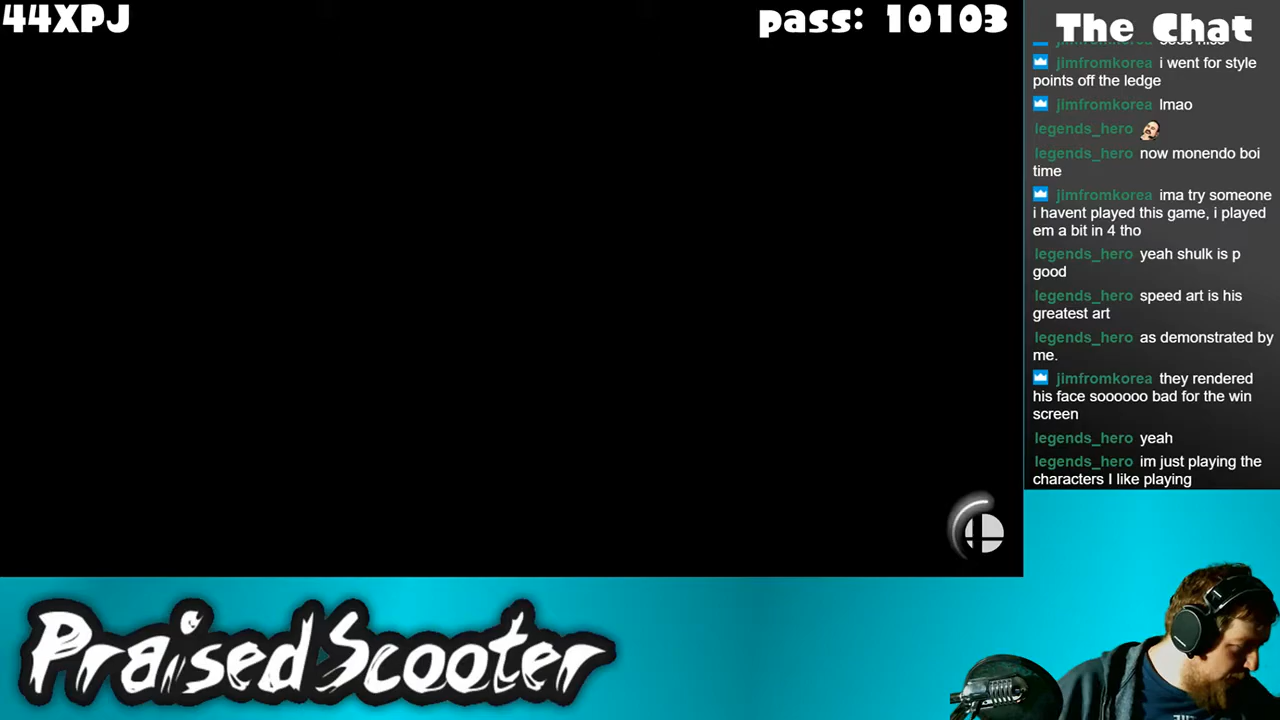 44XPJ
pass: 10103
The Chat
jimfromkorea i went for style
points off the ledge
jimfromkorea lmao
legends_hero
legends_hero now monendo boi
time
jimfromkorea ima try someone
i havent played this game, i played
em a bit in 4 tho
legends_hero yeah shulk is p
good
legends_hero speed art is his
greatest art
legends_hero as demonstrated by
me.
jimfromkorea they rendered
his face soooooo bad for the win
screen
legends_hero yeah
legends_hero im just playing the
characters I like playing
PraisedScooter